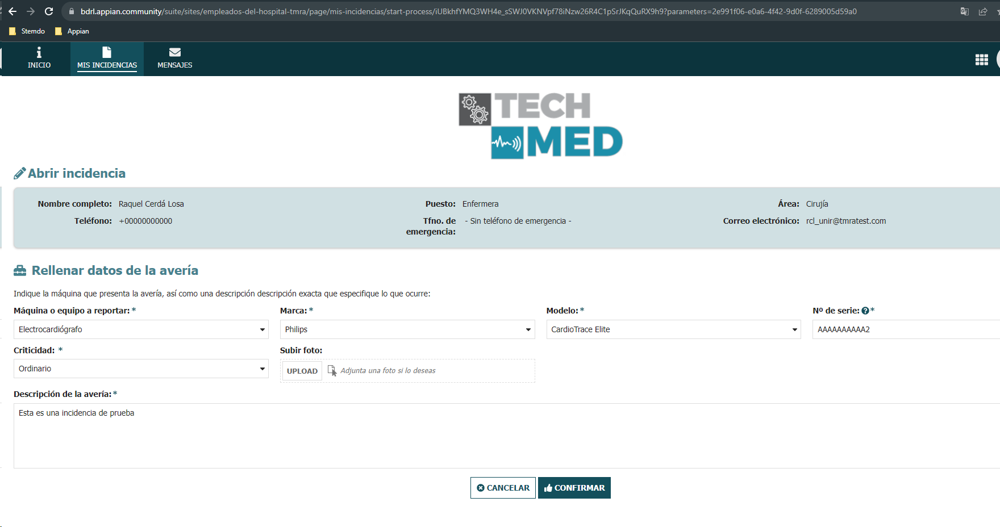 bdrl.appian.community/suite/sites/empleados-del-hospital-tmra/page/mis-incidencias/start-process/iUBkhfYMQ3WH4e_sSWJ0VKNVpf78iNzw26R4C1pSrJKqQuRX9h9?parameters=2e991f06-e0a6-4f42-9d0f-6289005d59a0
Stemdo Appian
INICIO MIS INCIDENCIAS MENSAJES
TECH
MED
Abrir incidencia
Nombre completo: Raquel Cerdá Losa Puesto: Enfermera Área: Cirujía
Teléfono: +00000000000 Tfno. de emergencia: - Sin teléfono de emergencia - Correo electrónico: rcl_unir@tmratest.com
Rellenar datos de la avería
Indique la máquina que presenta la avería, así como una descripción descripción exacta que especifique lo que ocurre:
Máquina o equipo a reportar: * Marca: * Modelo: * Nº de serie: ? *
Electrocardiógrafo Philips CardioTrace Elite AAAAAAAAAA2
Criticidad: * Subir foto:
Ordinario UPLOAD Adjunta una foto si lo deseas
Descripción de la avería: *
Esta es una incidencia de prueba
CANCELAR CONFIRMAR